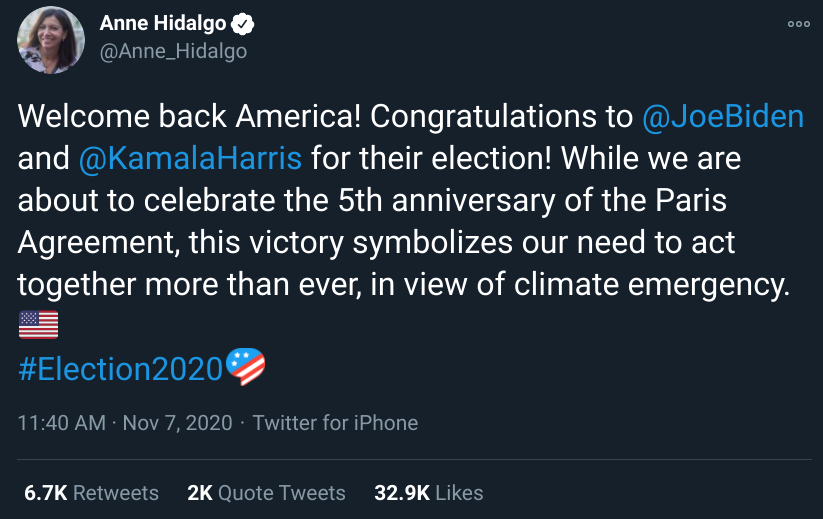 Anne Hidalgo
@Anne_Hidalgo
Welcome back America! Congratulations to @JoeBiden
and @KamalaHarris for their election! While we are
about to celebrate the 5th anniversary of the Paris
Agreement, this victory symbolizes our need to act
together more than ever, in view of climate emergency.
#Election2020
11:40 AM · Nov 7, 2020 · Twitter for iPhone
6.7K Retweets 2K Quote Tweets 32.9K Likes